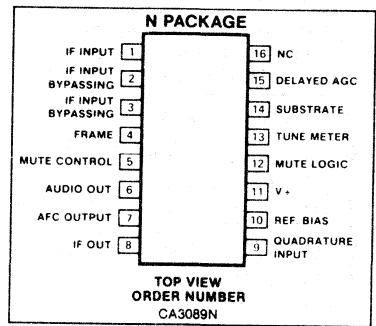 N PACKAGE
IF INPUT 1
IF INPUT
BYPASSING 2
IF INPUT
BYPASSING 3
FRAME 4
MUTE CONTROL 5
AUDIO OUT 6
AFC OUTPUT 7
IF OUT 8
16 NC
15 DELAYED AGC
14 SUBSTRATE
13 TUNE METER
12 MUTE LOGIC
11 V+
10 REF BIAS
9 QUADRATURE
INPUT
TOP VIEW
ORDER NUMBER
CA3089N